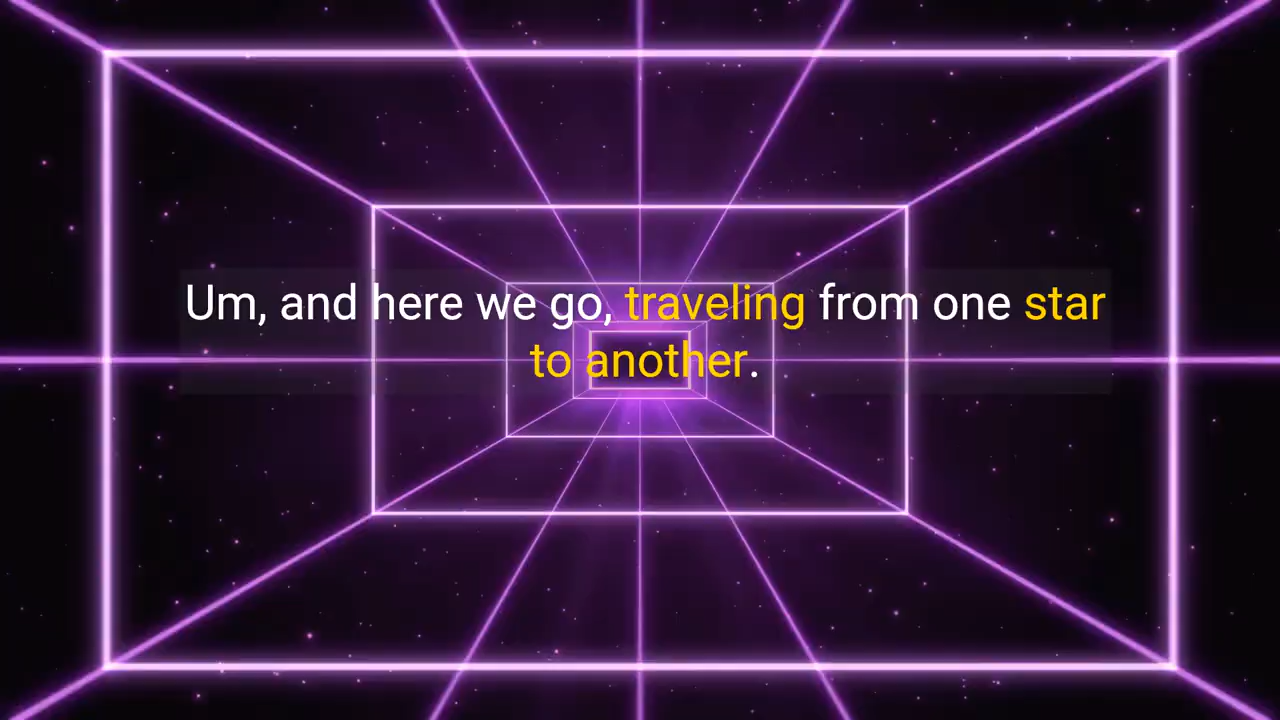 Um, and here we go, traveling from one star
to another.